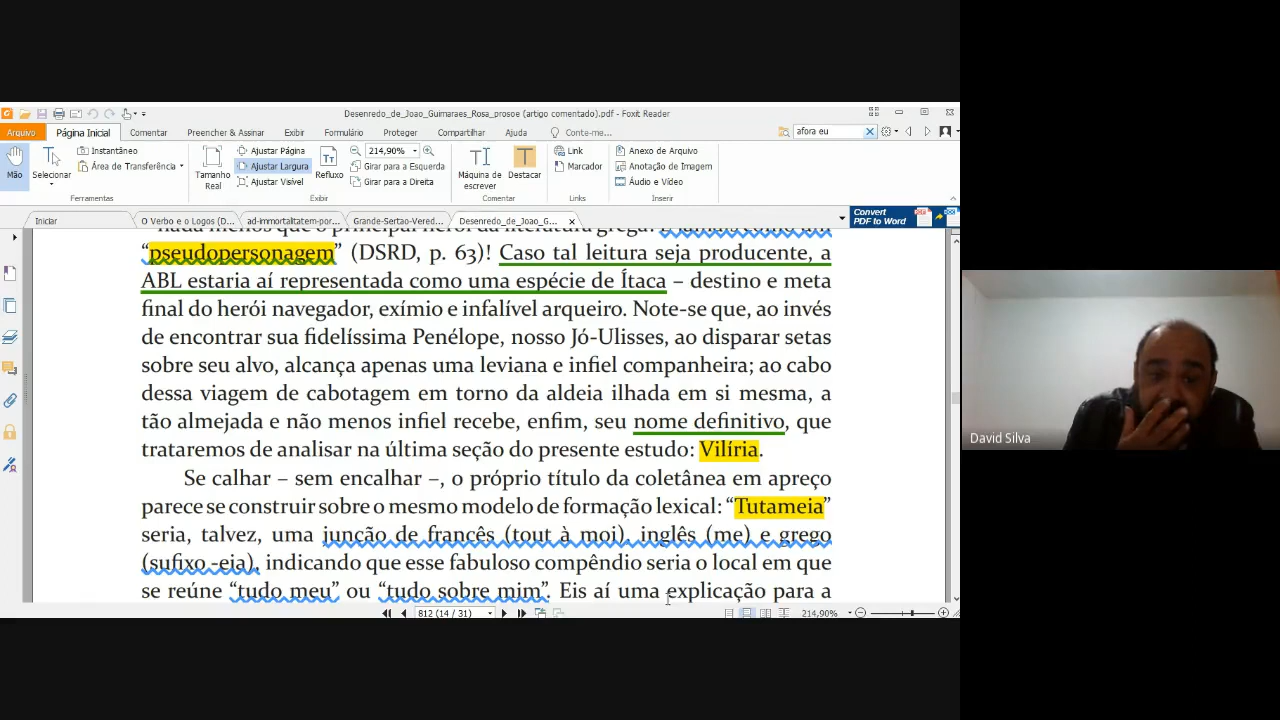 Desenredo_de_Joao_Guimaraes_Rosa_prosoe (artigo comentado).pdf - Foxit Reader
Arquivo Página Inicial Comentar Preencher & Assinar Exibir Formulário Proteger Compartilhar Ajuda Conte-me... afora eu
Mão
Selecionar
Instantâneo
Área de Transferência
Ferramentas
Tamanho Real
Ajustar Página
Ajustar Largura
Ajustar Visível
Refluxo
214,90%
Girar para a Esquerda
Girar para a Direita
Exibir
Máquina de escrever
Destacar
Comentar
Link
Marcador
Links
Anexo de Arquivo
Anotação de Imagem
Áudio e Vídeo
Inserir
Iniciar O Verbo e o Logos (D... ad-immortalitatem-por... Grande-Sertao-Vered... Desenredo_de_Joao_G...
Convert PDF to Word
nada menos que o principal herói da literatura grega.
“pseudopersonagem” (DSRD, p. 63)! Caso tal leitura seja producente, a
ABL estaria aí representada como uma espécie de Ítaca – destino e meta
final do herói navegador, exímio e infalível arqueiro. Note-se que, ao invés
de encontrar sua fidelíssima Penélope, nosso Jó-Ulisses, ao disparar setas
sobre seu alvo, alcança apenas uma leviana e infiel companheira; ao cabo
dessa viagem de cabotagem em torno da aldeia ilhada em si mesma, a
tão almejada e não menos infiel recebe, enfim, seu nome definitivo, que
trataremos de analisar na última seção do presente estudo: Vilíria.
Se calhar – sem encalhar –, o próprio título da coletânea em apreço
parece se construir sobre o mesmo modelo de formação lexical: “Tutameia”
seria, talvez, uma junção de francês (tout à moi), inglês (me) e grego
(sufixo -eia), indicando que esse fabuloso compêndio seria o local em que
se reúne “tudo meu” ou “tudo sobre mim”. Eis aí uma explicação para a
812 (14 / 31) 214,90%
David Silva